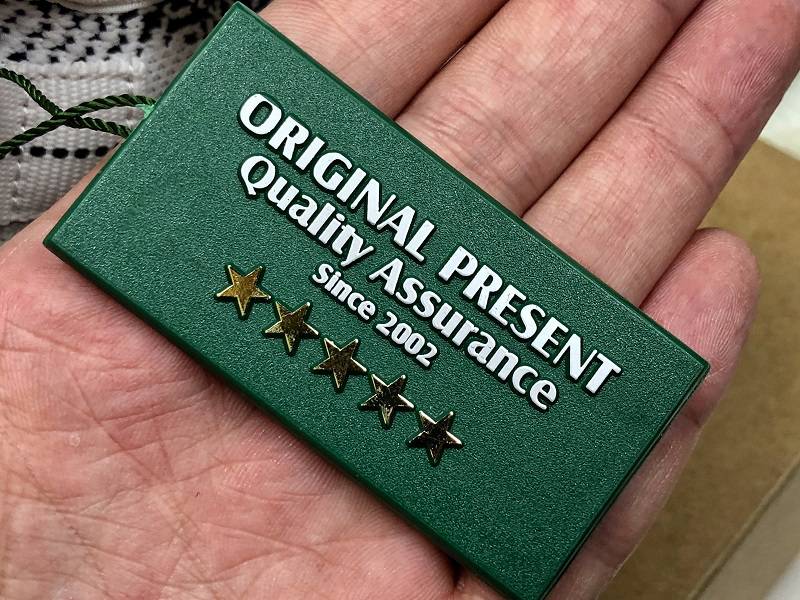 ORIGINAL PRESENT
Quality Assurance
Since 2002